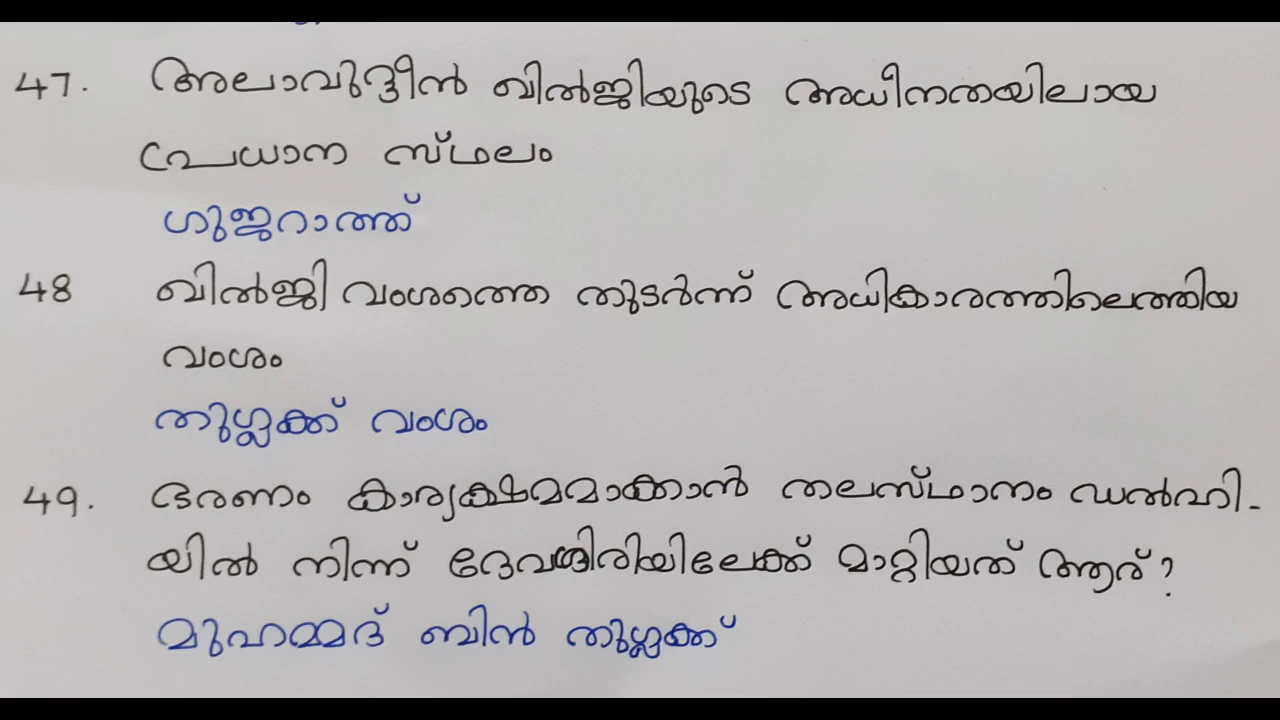 47. അലാവുദ്ദീൻ ഖിൽജിയുടെ അധീനതയിലായ
പ്രധാന സ്ഥലം
ഗുജറാത്ത്
48 ഖിൽജി വംശത്തെ തുടർന്ന് അധികാരത്തിലെത്തിയ
വംശം
തുഗ്ലക്ക് വംശം
49. ഭരണം കാര്യക്ഷമമാക്കാൻ തലസ്ഥാനം ഡൽഹി-
യിൽ നിന്ന് ദേവഗിരിയിലേക്ക് മാറ്റിയത് ആര്?
മുഹമ്മദ് ബിൻ തുഗ്ലക്ക്